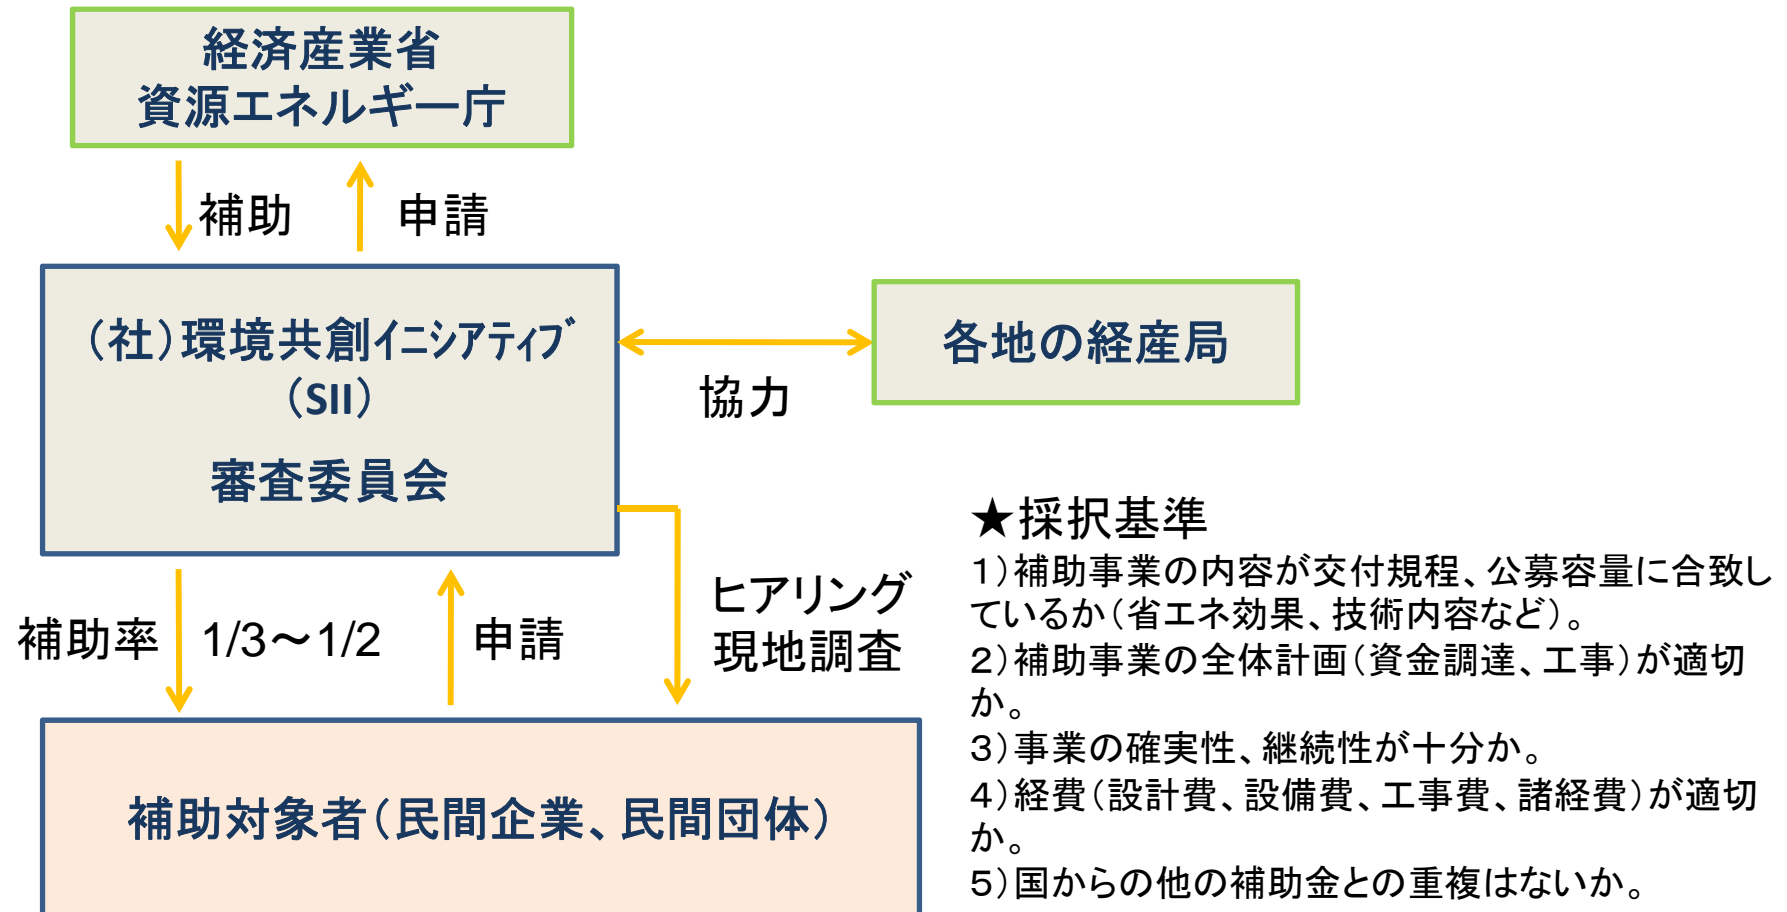 経済産業省
資源エネルギー庁
補助
申請
（社）環境共創ｲﾆｼｱﾃｨﾌﾞ
（SII）
審査委員会
各地の経産局
協力
補助率
1/3～1/2
申請
ヒアリング
現地調査
補助対象者（民間企業、民間団体）
★採択基準
１）補助事業の内容が交付規程、公募容量に合致し
ているか（省エネ効果、技術内容など）。
２）補助事業の全体計画（資金調達、工事）が適切
か。
３）事業の確実性、継続性が十分か。
４）経費（設計費、設備費、工事費、諸経費）が適切
か。
５）国からの他の補助金との重複はないか。